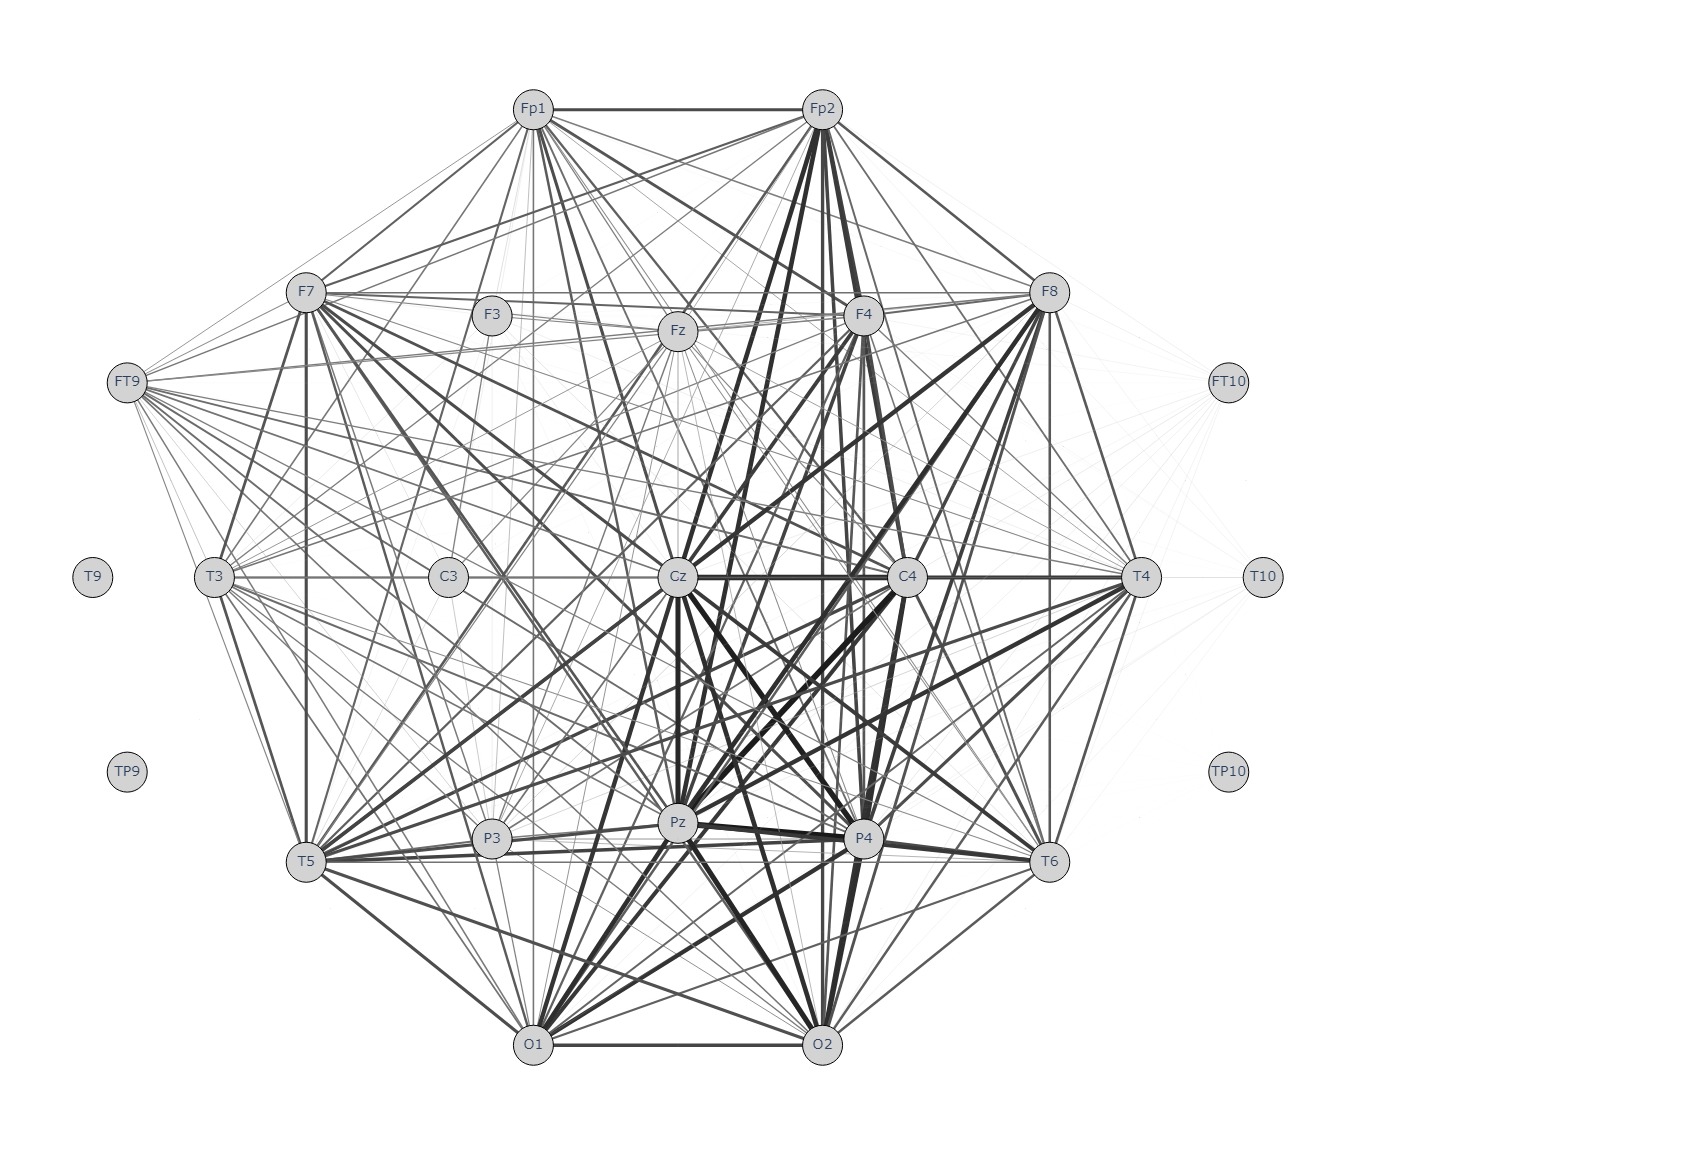 Fp1 Fp2
F7 F3 Fz F4 F8
FT9 FT10
T9 T3 C3 Cz C4 T4 T10
TP9 TP10
T5 P3 Pz P4 T6
O1 O2